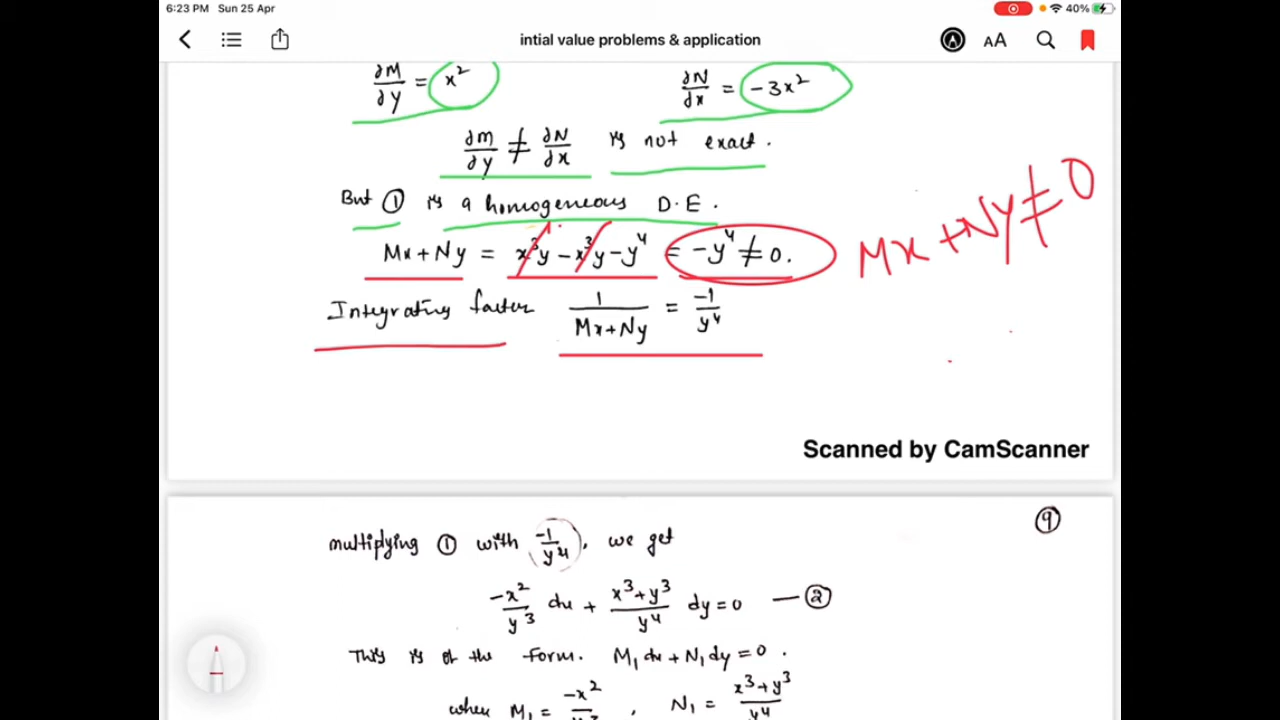 6:23 PM Sun 25 Apr 40%
intial value problems & application AA
∂M/∂y = x² ∂N/∂x = -3x²
∂m/∂y ≠ ∂N/∂x is not exact.
But ① is a homogeneous D.E.
Mx+Ny = x³y - x³y - y⁴ = -y⁴ ≠ 0.
Mx+Ny≠0
Integrating factor 1/(Mx+Ny) = -1/y⁴
Scanned by CamScanner
⑨
multiplying ① with -1/y⁴, we get
-x²/y³ dx + (x³+y³)/y⁴ dy = 0 — ②
This is of the form. M₁dx + N₁dy = 0.
when M₁ = -x²/y³, N₁ = (x³+y³)/y⁴